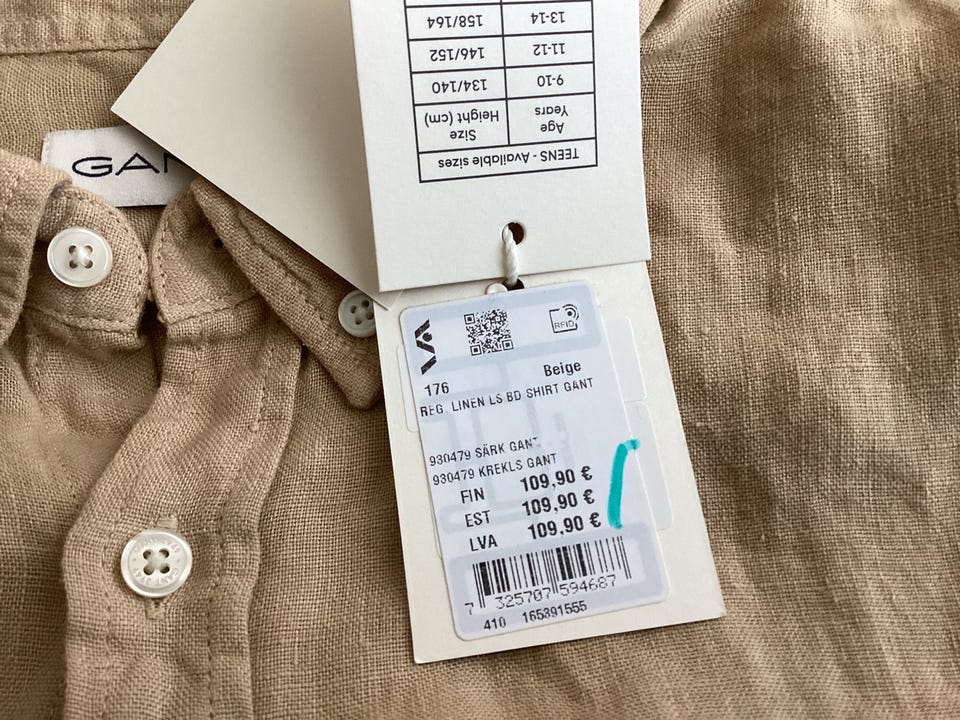 GAN
TEENS - Available sizes
Age Years Size Height (cm)
9-10 134/140
11-12 146/152
13-14 158/164
RFID
176 Beige
REG LINEN LS BD SHIRT GANT
930479 SÄRK GANT
930479 KREKLS GANT
FIN 109,90 €
EST 109,90 €
LVA 109,90 €
7 325707 594687
410 165391555
GANT